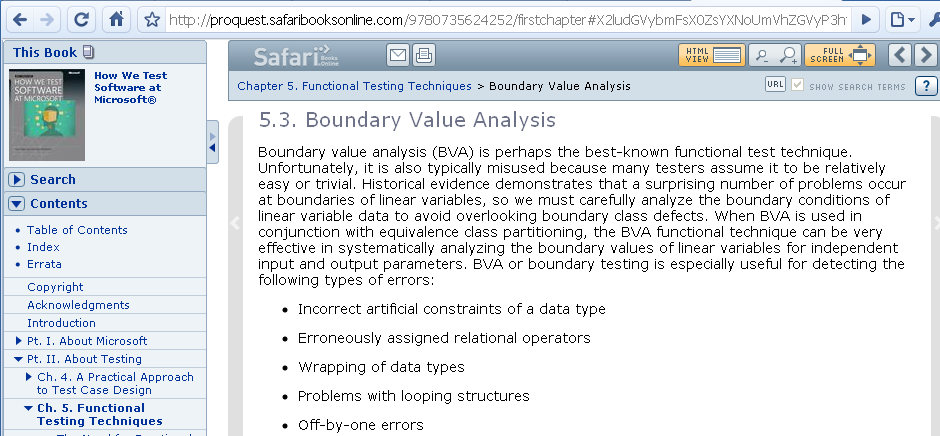 http://proquest.safaribooksonline.com/9780735624252/firstchapter#X2ludGVybmFsX0ZsYXNoUmVhZGVyP3h
This Book
HOW WE TEST
SOFTWARE
AT MICROSOFT
Microsoft
How We Test
Software at
Microsoft®
Search
Contents
• Table of Contents
• Index
• Errata
Copyright
Acknowledgments
Introduction
Pt. I. About Microsoft
Pt. II. About Testing
Ch. 4. A Practical Approach
to Test Case Design
Ch. 5. Functional
Testing Techniques
Safari
Books
Online
HTML
VIEW
FULL
SCREEN
Chapter 5. Functional Testing Techniques > Boundary Value Analysis
URL
SHOW SEARCH TERMS
?
5.3. Boundary Value Analysis
Boundary value analysis (BVA) is perhaps the best-known functional test technique.
Unfortunately, it is also typically misused because many testers assume it to be relatively
easy or trivial. Historical evidence demonstrates that a surprising number of problems occur
at boundaries of linear variables, so we must carefully analyze the boundary conditions of
linear variable data to avoid overlooking boundary class defects. When BVA is used in
conjunction with equivalence class partitioning, the BVA functional technique can be very
effective in systematically analyzing the boundary values of linear variables for independent
input and output parameters. BVA or boundary testing is especially useful for detecting the
following types of errors:
• Incorrect artificial constraints of a data type
• Erroneously assigned relational operators
• Wrapping of data types
• Problems with looping structures
• Off-by-one errors